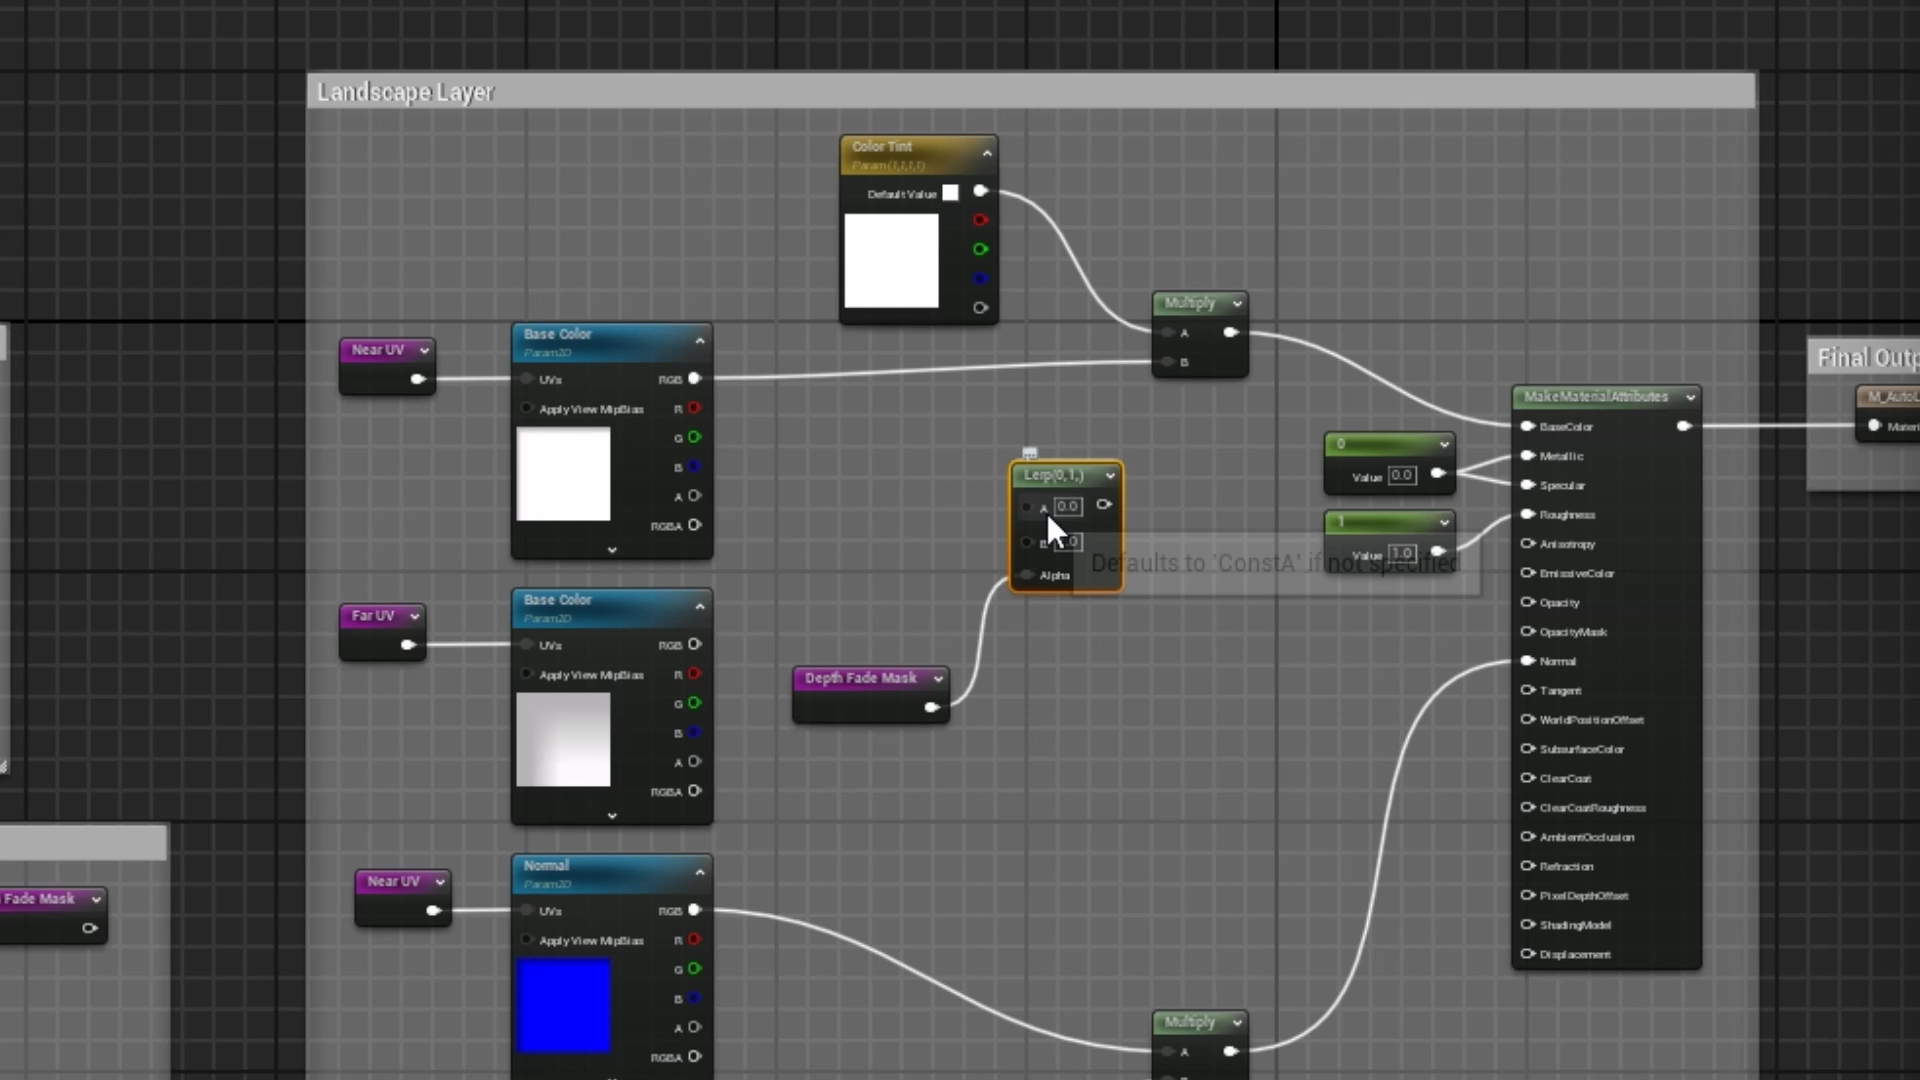 Landscape Layer
Color Tint
Param (1,1,1,1)
Default Value
Multiply
A
B
Near UV
Base Color
Param2D
UVs
RGB
Apply View MipBias
R
G
B
A
RGBA
Final Outp
M_AutoL
Materi
MakeMaterialAttributes
BaseColor
Metallic
Specular
Roughness
Anisotropy
EmissiveColor
Opacity
OpacityMask
Normal
Tangent
WorldPositionOffset
SubsurfaceColor
ClearCoat
ClearCoatRoughness
AmbientOcclusion
Refraction
PixelDepthOffset
ShadingModel
Displacement
0
Value 0.0
1
Value 1.0
Lerp(0,1,)
A 0.0
B .0
Alpha
Defaults to 'ConstA' if not specified
Far UV
Base Color
Param2D
UVs
RGB
Apply View MipBias
R
G
B
A
RGBA
Depth Fade Mask
Near UV
Normal
Param2D
UVs
RGB
Apply View MipBias
R
G
B
A
RGBA
Fade Mask
Multiply
A